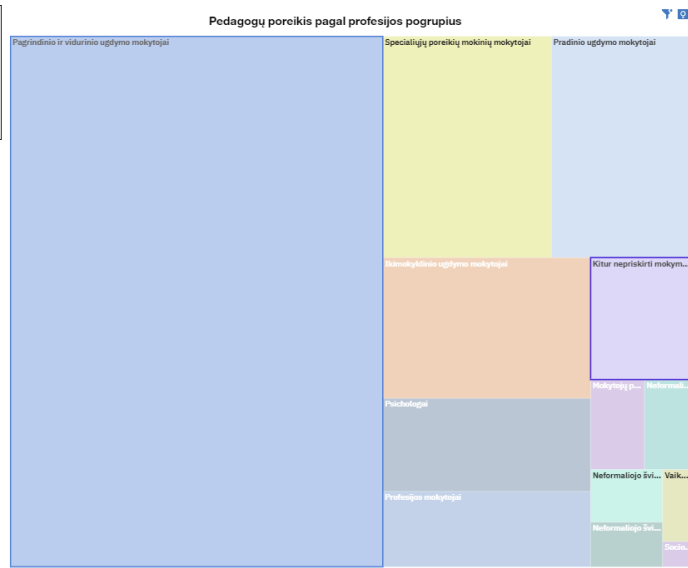 Pedagogų poreikis pagal profesijos pogrupius
Pagrindinio ir vidurinio ugdymo mokytojai
Specialiųjų poreikių mokinių mokytojai
Pradinio ugdymo mokytojai
Ikimokyklinio ugdymo mokytojai
Kitur nepriskirti mokym...
Mokytojų p...
Neformali...
Psichologai
Neformaliojo švi...
Vaik...
Profesijos mokytojai
Neformaliojo švi...
Socia...